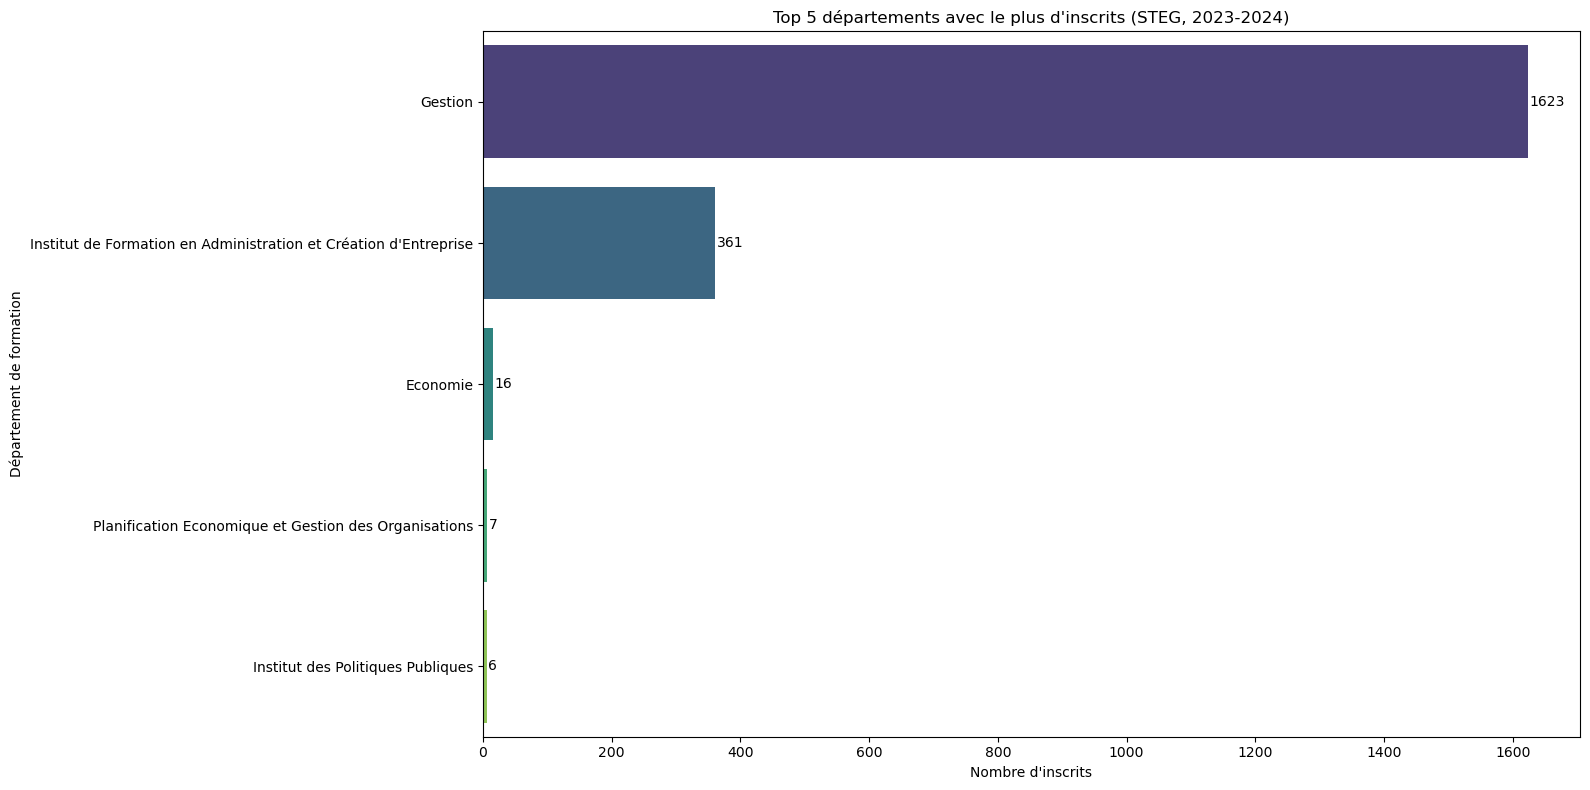 Top 5 départements avec le plus d'inscrits (STEG, 2023-2024)
Département de formation
Gestion
1623
Institut de Formation en Administration et Création d'Entreprise
361
Economie
16
Planification Economique et Gestion des Organisations
7
Institut des Politiques Publiques
6
0 200 400 600 800 1000 1200 1400 1600
Nombre d'inscrits